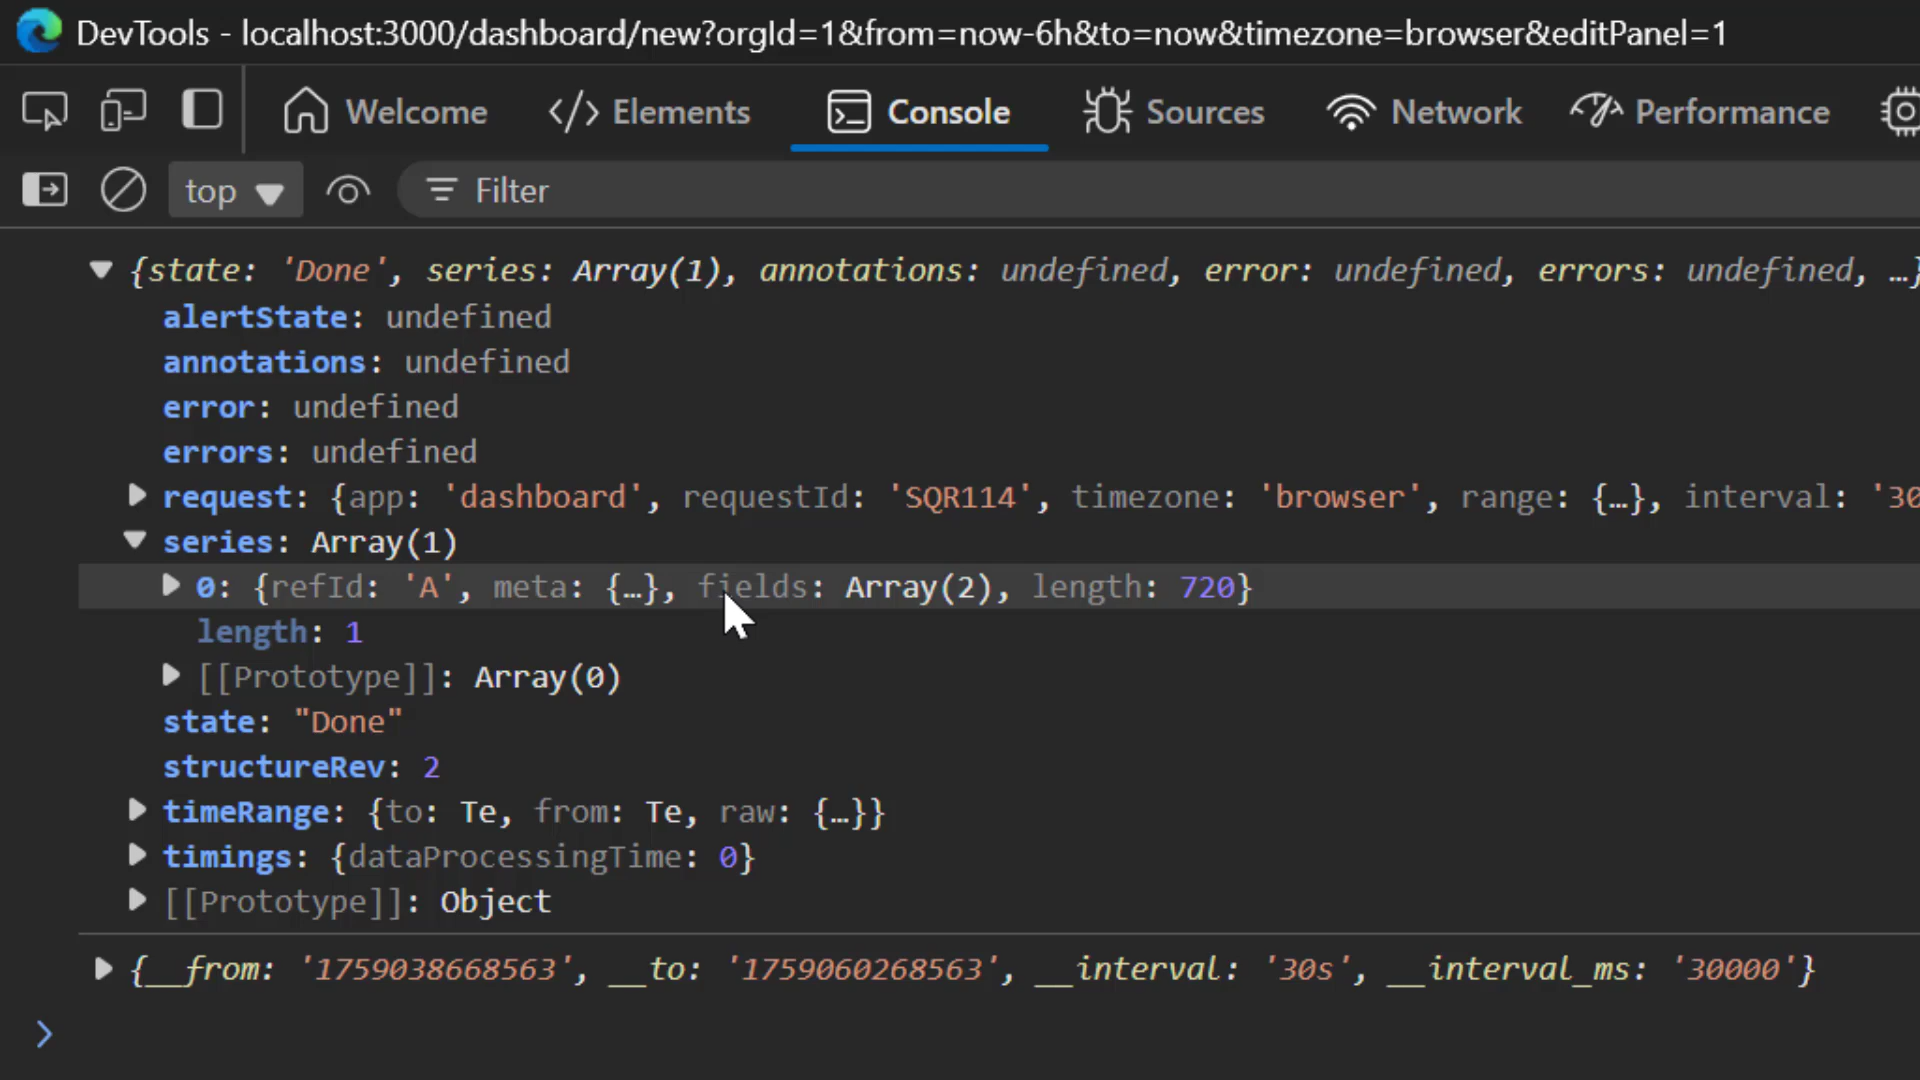 DevTools - localhost:3000/dashboard/new?orgId=1&from=now-6h&to=now&timezone=browser&editPanel=1
Welcome </> Elements Console Sources Network Performance
top Filter
{state: 'Done', series: Array(1), annotations: undefined, error: undefined, errors: undefined, …}
alertState: undefined
annotations: undefined
error: undefined
errors: undefined
request: {app: 'dashboard', requestId: 'SQR114', timezone: 'browser', range: {…}, interval: '30
series: Array(1)
0: {refId: 'A', meta: {…}, fields: Array(2), length: 720}
length: 1
[[Prototype]]: Array(0)
state: "Done"
structureRev: 2
timeRange: {to: Te, from: Te, raw: {…}}
timings: {dataProcessingTime: 0}
[[Prototype]]: Object
{__from: '1759038668563', __to: '1759060268563', __interval: '30s', __interval_ms: '30000'}